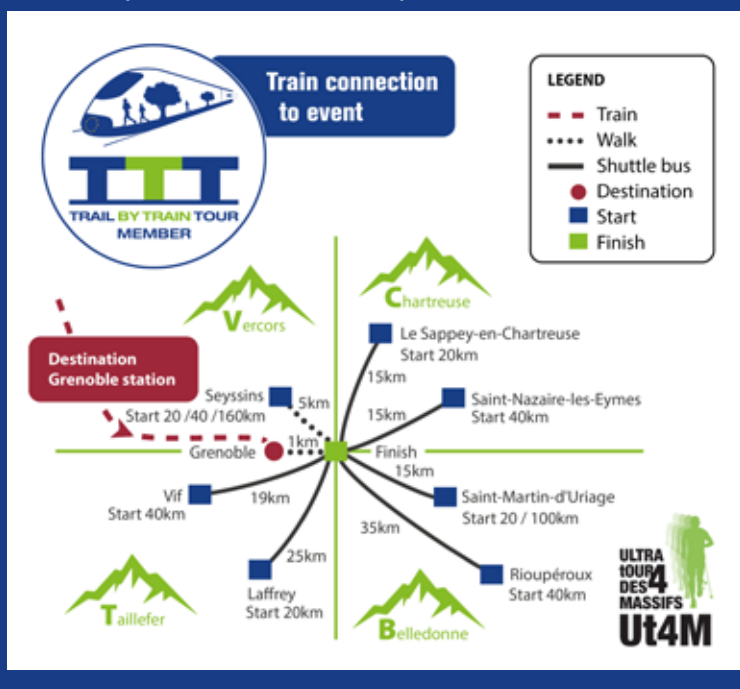 Train connection
to event
LEGEND
Train
Walk
Shuttle bus
Destination
Start
Finish
TTT
TRAIL BY TRAIN TOUR
MEMBER
Vercors
Chartreuse
Destination
Grenoble station
Le Sappey-en-Chartreuse
Start 20km
15km
Seyssins
Start 20 /40 /160km
5km
15km
Saint-Nazaire-les-Eymes
Start 40km
Grenoble
1km
Finish
15km
Vif
Start 40km
19km
Saint-Martin-d'Uriage
Start 20 / 100km
35km
25km
Laffrey
Start 20km
Rioupéroux
Start 40km
Taillefer
Belledonne
ULTRA
tOUR
DES 4
MASSIFS
Ut4M